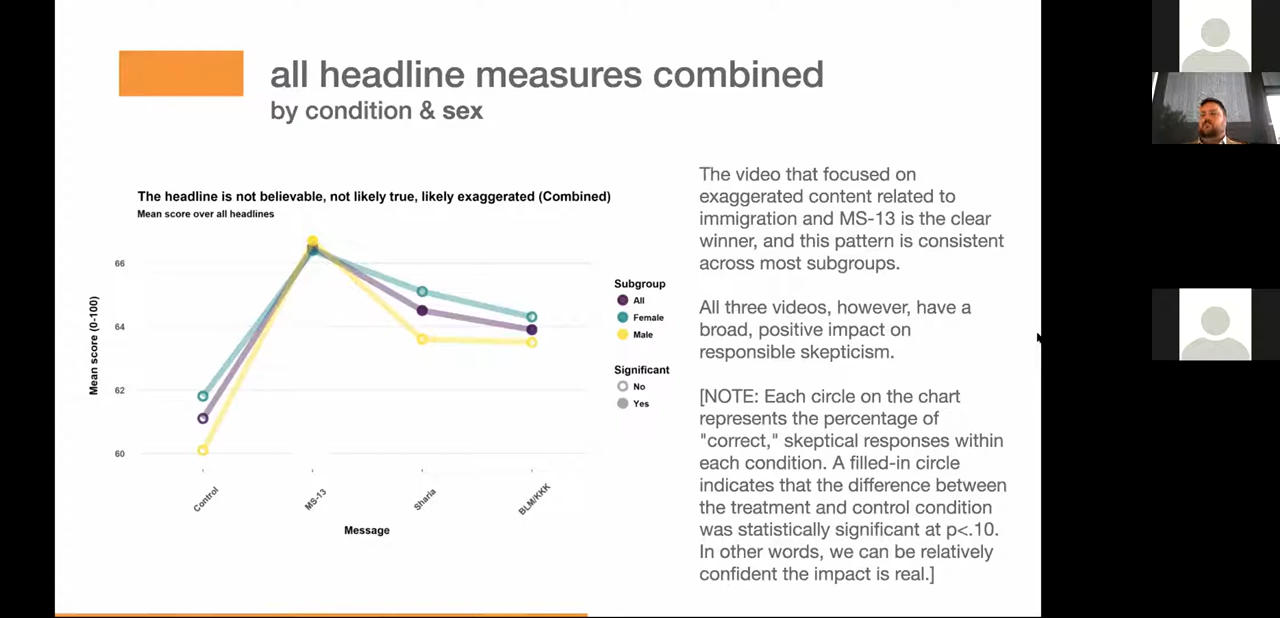 all headline measures combined
by condition & sex
The headline is not believable, not likely true, likely exaggerated (Combined)
Mean score over all headlines
66
64
62
60
Mean score (0-100)
Control
MS-13
Sharia
BLM/KKK
Message
Subgroup
All
Female
Male
Significant
No
Yes
The video that focused on
exaggerated content related to
immigration and MS-13 is the clear
winner, and this pattern is consistent
across most subgroups.
All three videos, however, have a
broad, positive impact on
responsible skepticism.
[NOTE: Each circle on the chart
represents the percentage of
"correct," skeptical responses within
each condition. A filled-in circle
indicates that the difference between
the treatment and control condition
was statistically significant at p<.10.
In other words, we can be relatively
confident the impact is real.]